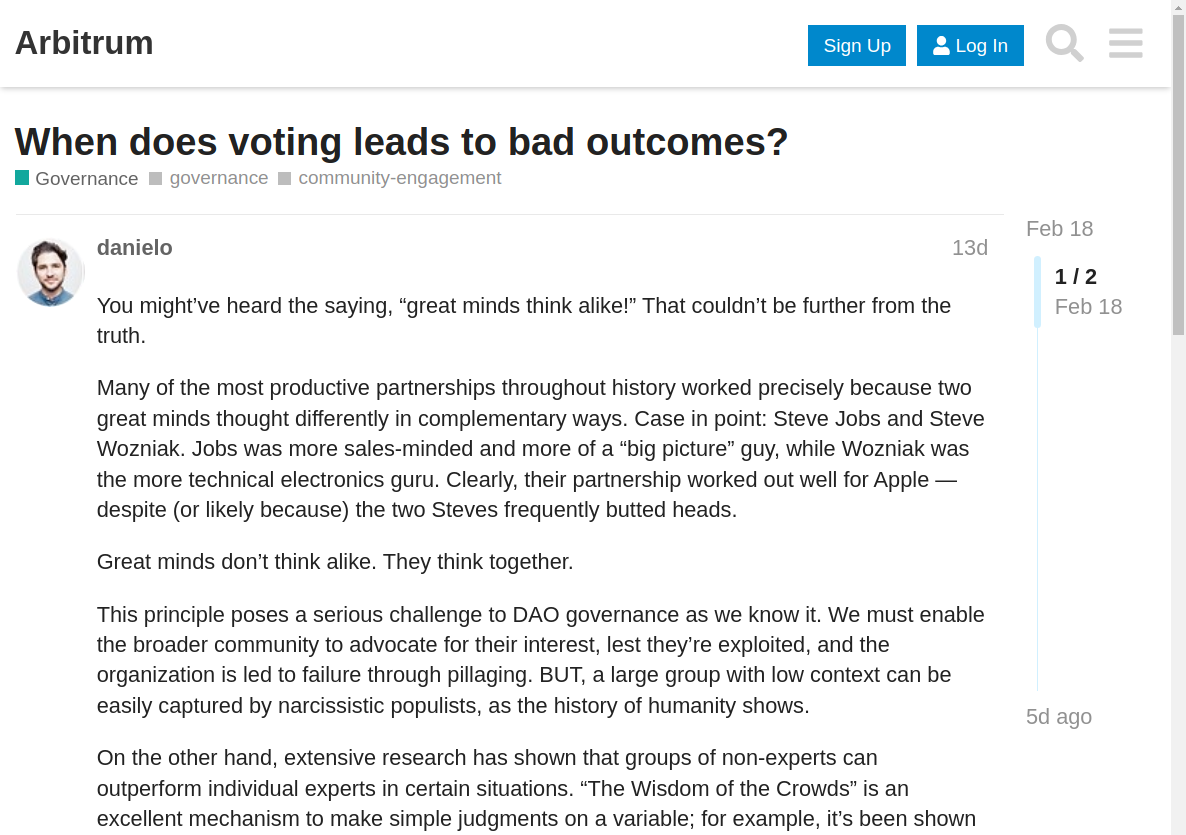 Arbitrum
Sign Up
Log In
When does voting leads to bad outcomes?
Governance governance community-engagement
danielo
13d
You might’ve heard the saying, “great minds think alike!” That couldn’t be further from the
truth.
Many of the most productive partnerships throughout history worked precisely because two
great minds thought differently in complementary ways. Case in point: Steve Jobs and Steve
Wozniak. Jobs was more sales-minded and more of a “big picture” guy, while Wozniak was
the more technical electronics guru. Clearly, their partnership worked out well for Apple —
despite (or likely because) the two Steves frequently butted heads.
Great minds don’t think alike. They think together.
This principle poses a serious challenge to DAO governance as we know it. We must enable
the broader community to advocate for their interest, lest they’re exploited, and the
organization is led to failure through pillaging. BUT, a large group with low context can be
easily captured by narcissistic populists, as the history of humanity shows.
On the other hand, extensive research has shown that groups of non-experts can
outperform individual experts in certain situations. “The Wisdom of the Crowds” is an
excellent mechanism to make simple judgments on a variable; for example, it’s been shown
Feb 18
1 / 2
Feb 18
5d ago